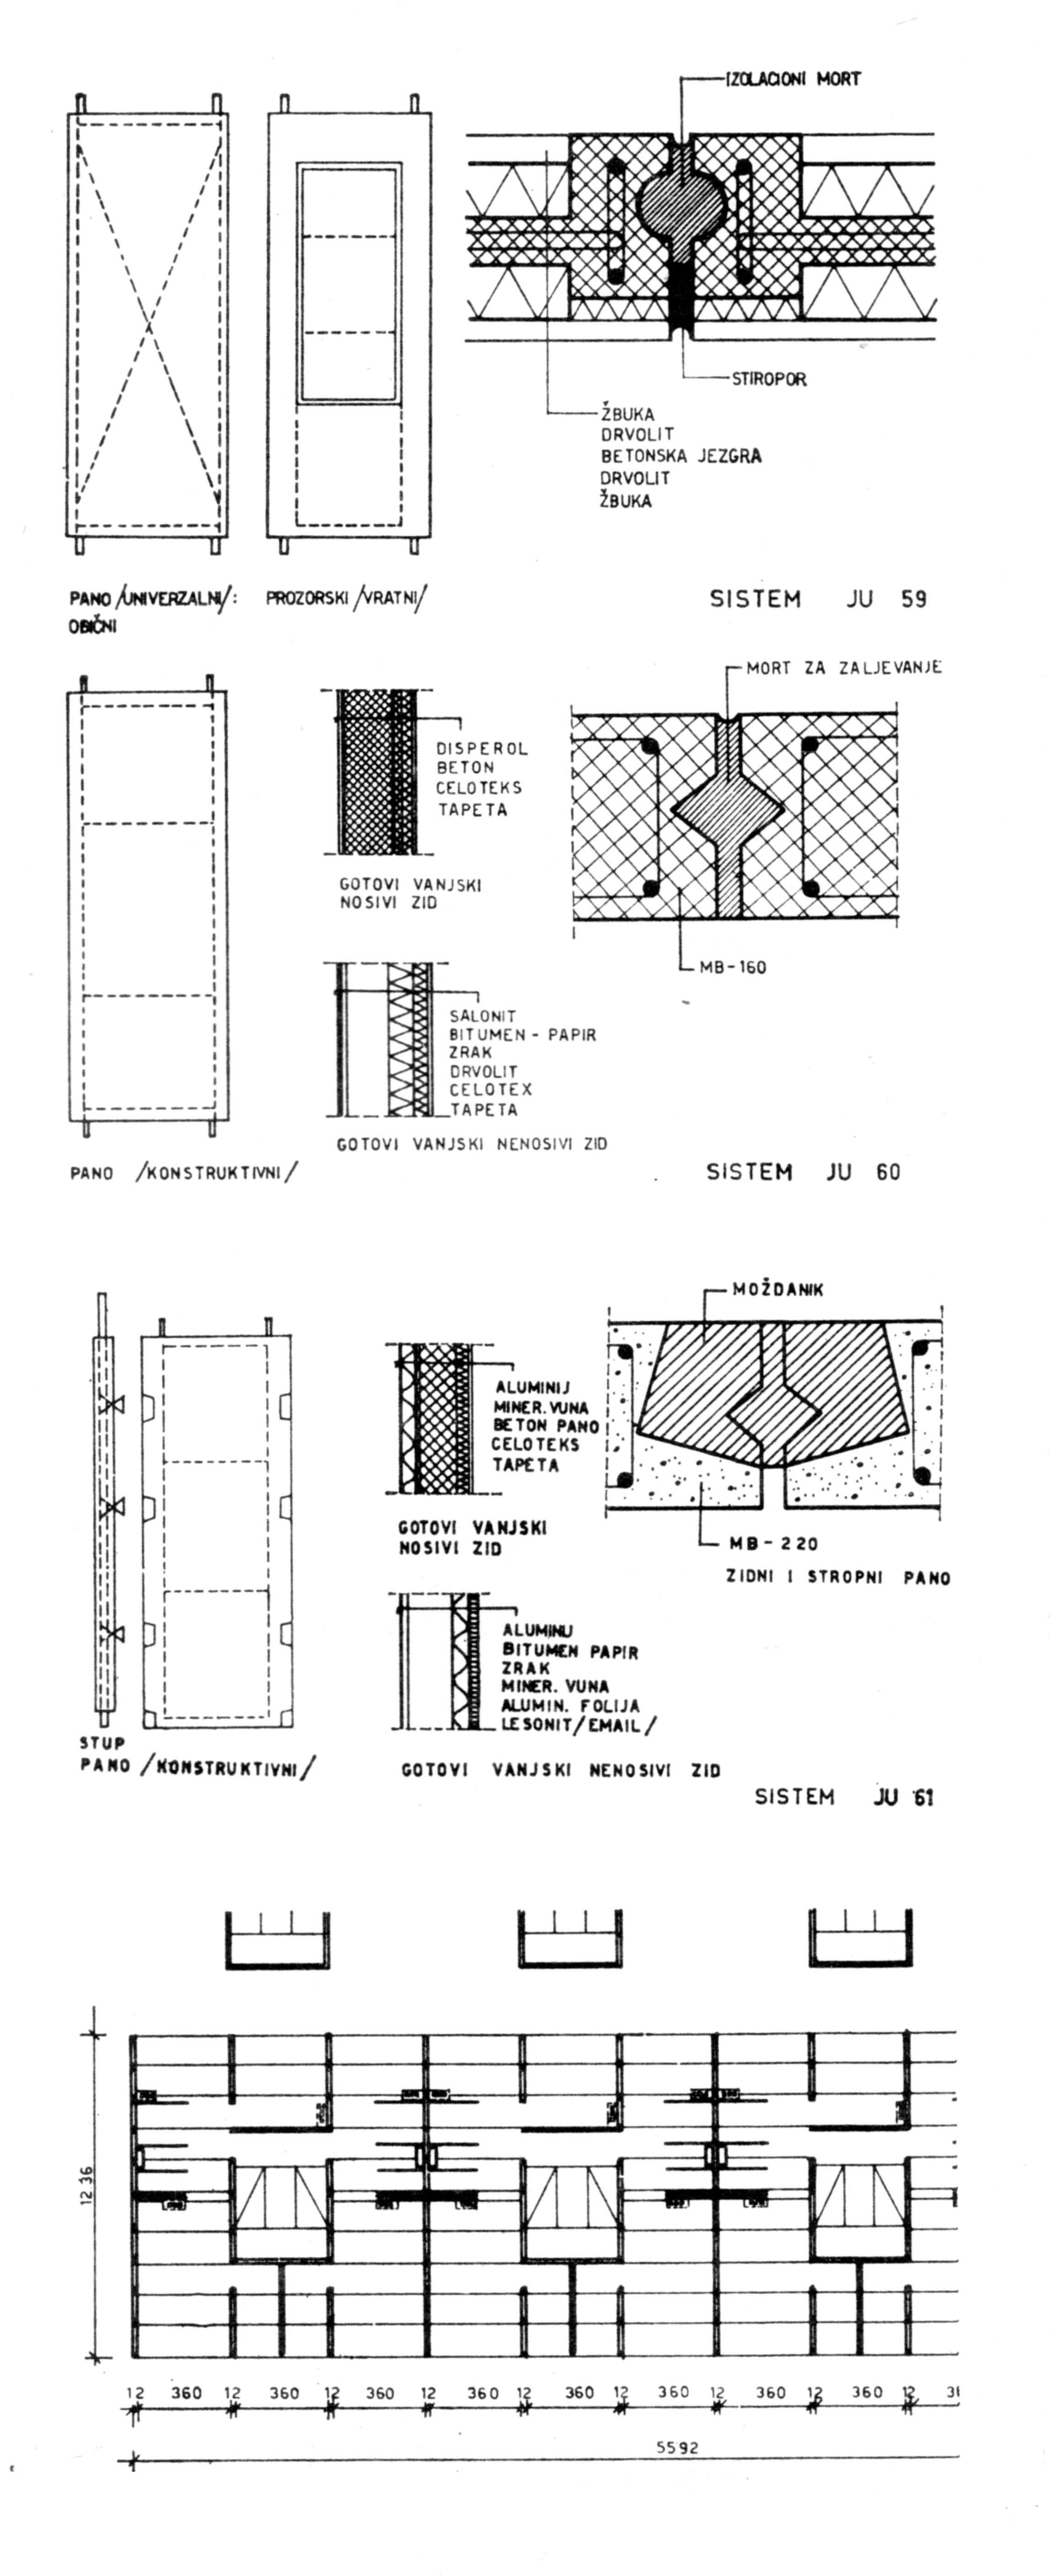 IZOLACIONI MORT
STIROPOR
ŽBUKA
DRVOLIT
BETONSKA JEZGRA
DRVOLIT
ŽBUKA
PANO /UNIVERZALNI/:
OBIČNI
PROZORSKI /VRATNI/
SISTEM JU 59
MORT ZA ZALJEVANJE
DISPEROL
BETON
CELOTEKS
TAPETA
GOTOVI VANJSKI
NOSIVI ZID
MB-160
SALONIT
BITUMEN - PAPIR
ZRAK
DRVOLIT
CELOTEX
TAPETA
GOTOVI VANJSKI NENOSIVI ZID
PANO /KONSTRUKTIVNI/
SISTEM JU 60
MOŽDANIK
ALUMINIJ
MINER. VUNA
BETON PANO
CELOTEKS
TAPETA
GOTOVI VANJSKI
NOSIVI ZID
MB-220
ZIDNI I STROPNI PANO
ALUMINIJ
BITUMEN PAPIR
ZRAK
MINER. VUNA
ALUMIN. FOLIJA
LESONIT/EMAIL/
STUP
PANO /KONSTRUKTIVNI/
GOTOVI VANJSKI NENOSIVI ZID
SISTEM JU 61
1236
12 360 12 360 12 360 12 360 12 360 12 360 12 360 12 360 12
5592